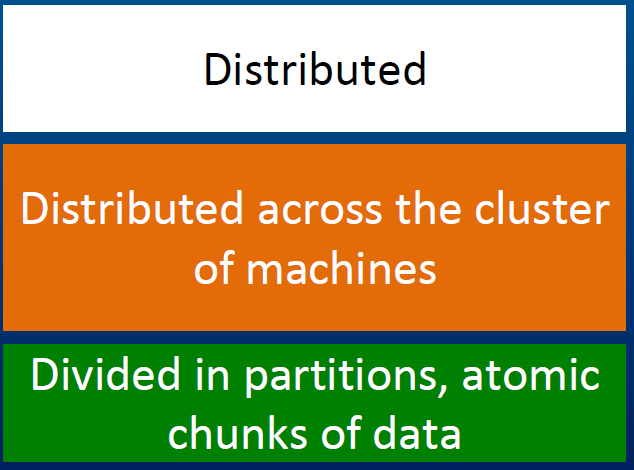 Distributed
Distributed across the cluster
of machines
Divided in partitions, atomic
chunks of data